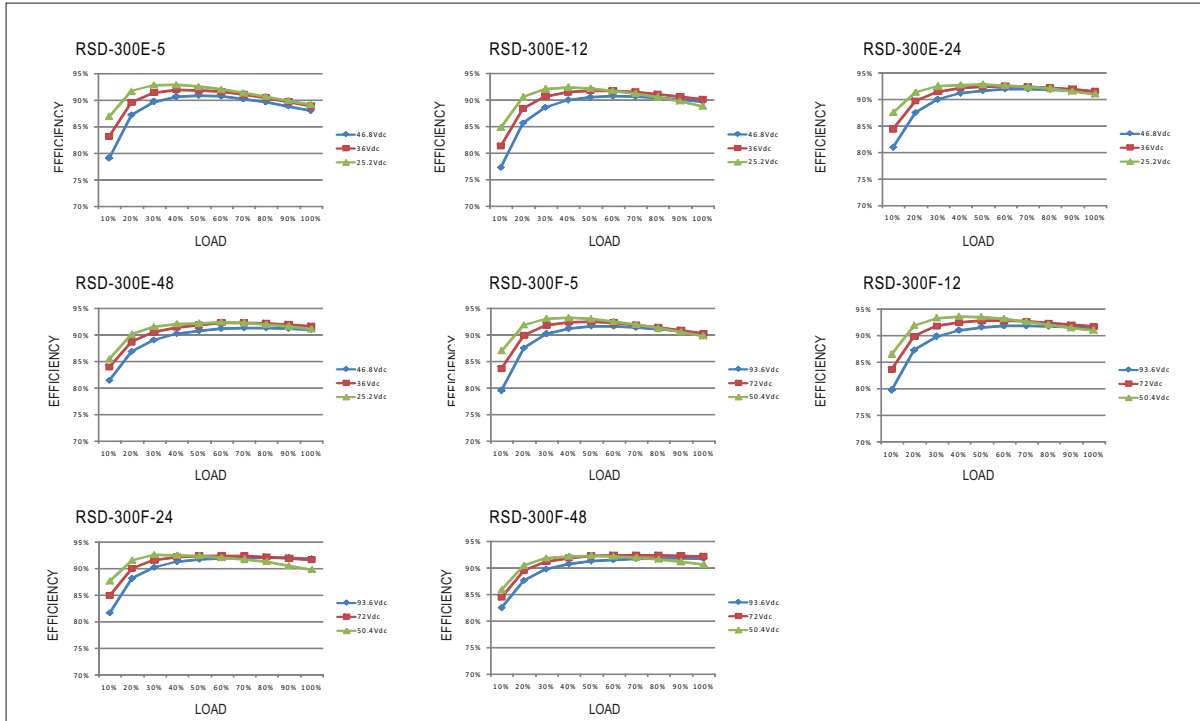 RSD-300E-5
95%
90%
85%
80%
75%
70%
EFFICIENCY
10% 20% 30% 40% 50% 60% 70% 80% 90% 100%
LOAD
46.8Vdc
36Vdc
25.2Vdc
RSD-300E-12
95%
90%
85%
80%
75%
70%
EFFICIENCY
10% 20% 30% 40% 50% 60% 70% 80% 90% 100%
LOAD
46.8Vdc
36Vdc
25.2Vdc
RSD-300E-24
95%
90%
85%
80%
75%
70%
EFFICIENCY
10% 20% 30% 40% 50% 60% 70% 80% 90% 100%
LOAD
46.8Vdc
36Vdc
25.2Vdc
RSD-300E-48
95%
90%
85%
80%
75%
70%
EFFICIENCY
10% 20% 30% 40% 50% 60% 70% 80% 90% 100%
LOAD
46.8Vdc
36Vdc
25.2Vdc
RSD-300F-5
95%
90%
85%
80%
75%
70%
EFFICIENCY
10% 20% 30% 40% 50% 60% 70% 80% 90% 100%
LOAD
93.6Vdc
72Vdc
50.4Vdc
RSD-300F-12
95%
90%
85%
80%
75%
70%
EFFICIENCY
10% 20% 30% 40% 50% 60% 70% 80% 90% 100%
LOAD
93.6Vdc
72Vdc
50.4Vdc
RSD-300F-24
95%
90%
85%
80%
75%
70%
EFFICIENCY
10% 20% 30% 40% 50% 60% 70% 80% 90% 100%
LOAD
93.6Vdc
72Vdc
50.4Vdc
RSD-300F-48
95%
90%
85%
80%
75%
70%
EFFICIENCY
10% 20% 30% 40% 50% 60% 70% 80% 90% 100%
LOAD
93.6Vdc
72Vdc
50.4Vdc